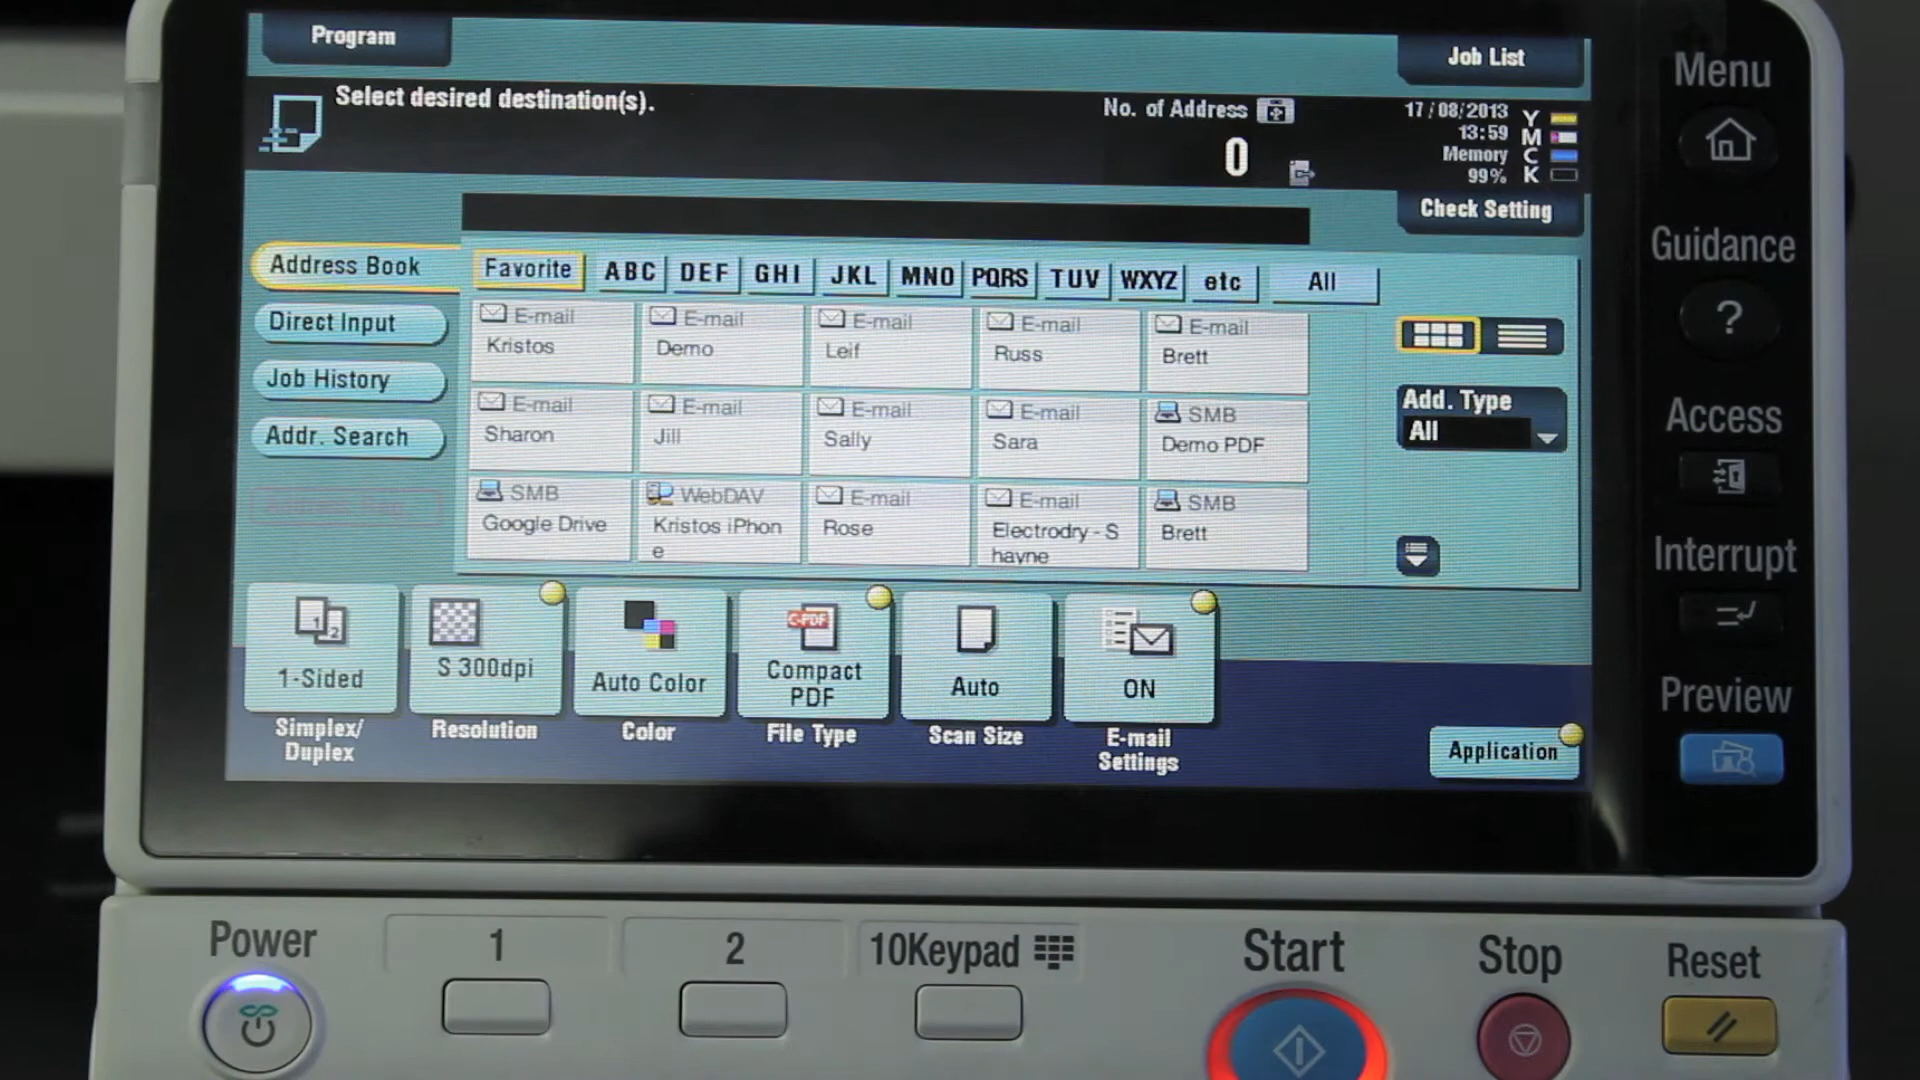 Program
Job List
Select desired destination(s).
No. of Address
0
17/08/2013
13:59
Memory
99%
Y
M
C
K
Check Setting
Address Book
Direct Input
Job History
Addr. Search
Favorite ABC DEF GHI JKL MNO PQRS TUV WXYZ etc All
E-mail
Kristos
E-mail
Demo
E-mail
Leif
E-mail
Russ
E-mail
Brett
E-mail
Sharon
E-mail
Jill
E-mail
Sally
E-mail
Sara
SMB
Demo PDF
SMB
Google Drive
WebDAV
Kristos iPhon
e
E-mail
Rose
E-mail
Electrodry - S
hayne
SMB
Brett
Add. Type
All
1
2
1-Sided
Simplex/
Duplex
S 300dpi
Resolution
Auto Color
Color
C-PDF
Compact
PDF
File Type
Auto
Scan Size
ON
E-mail
Settings
Application
Menu
Guidance
?
Access
Interrupt
Preview
Power
1
2
10Keypad
Start
Stop
Reset